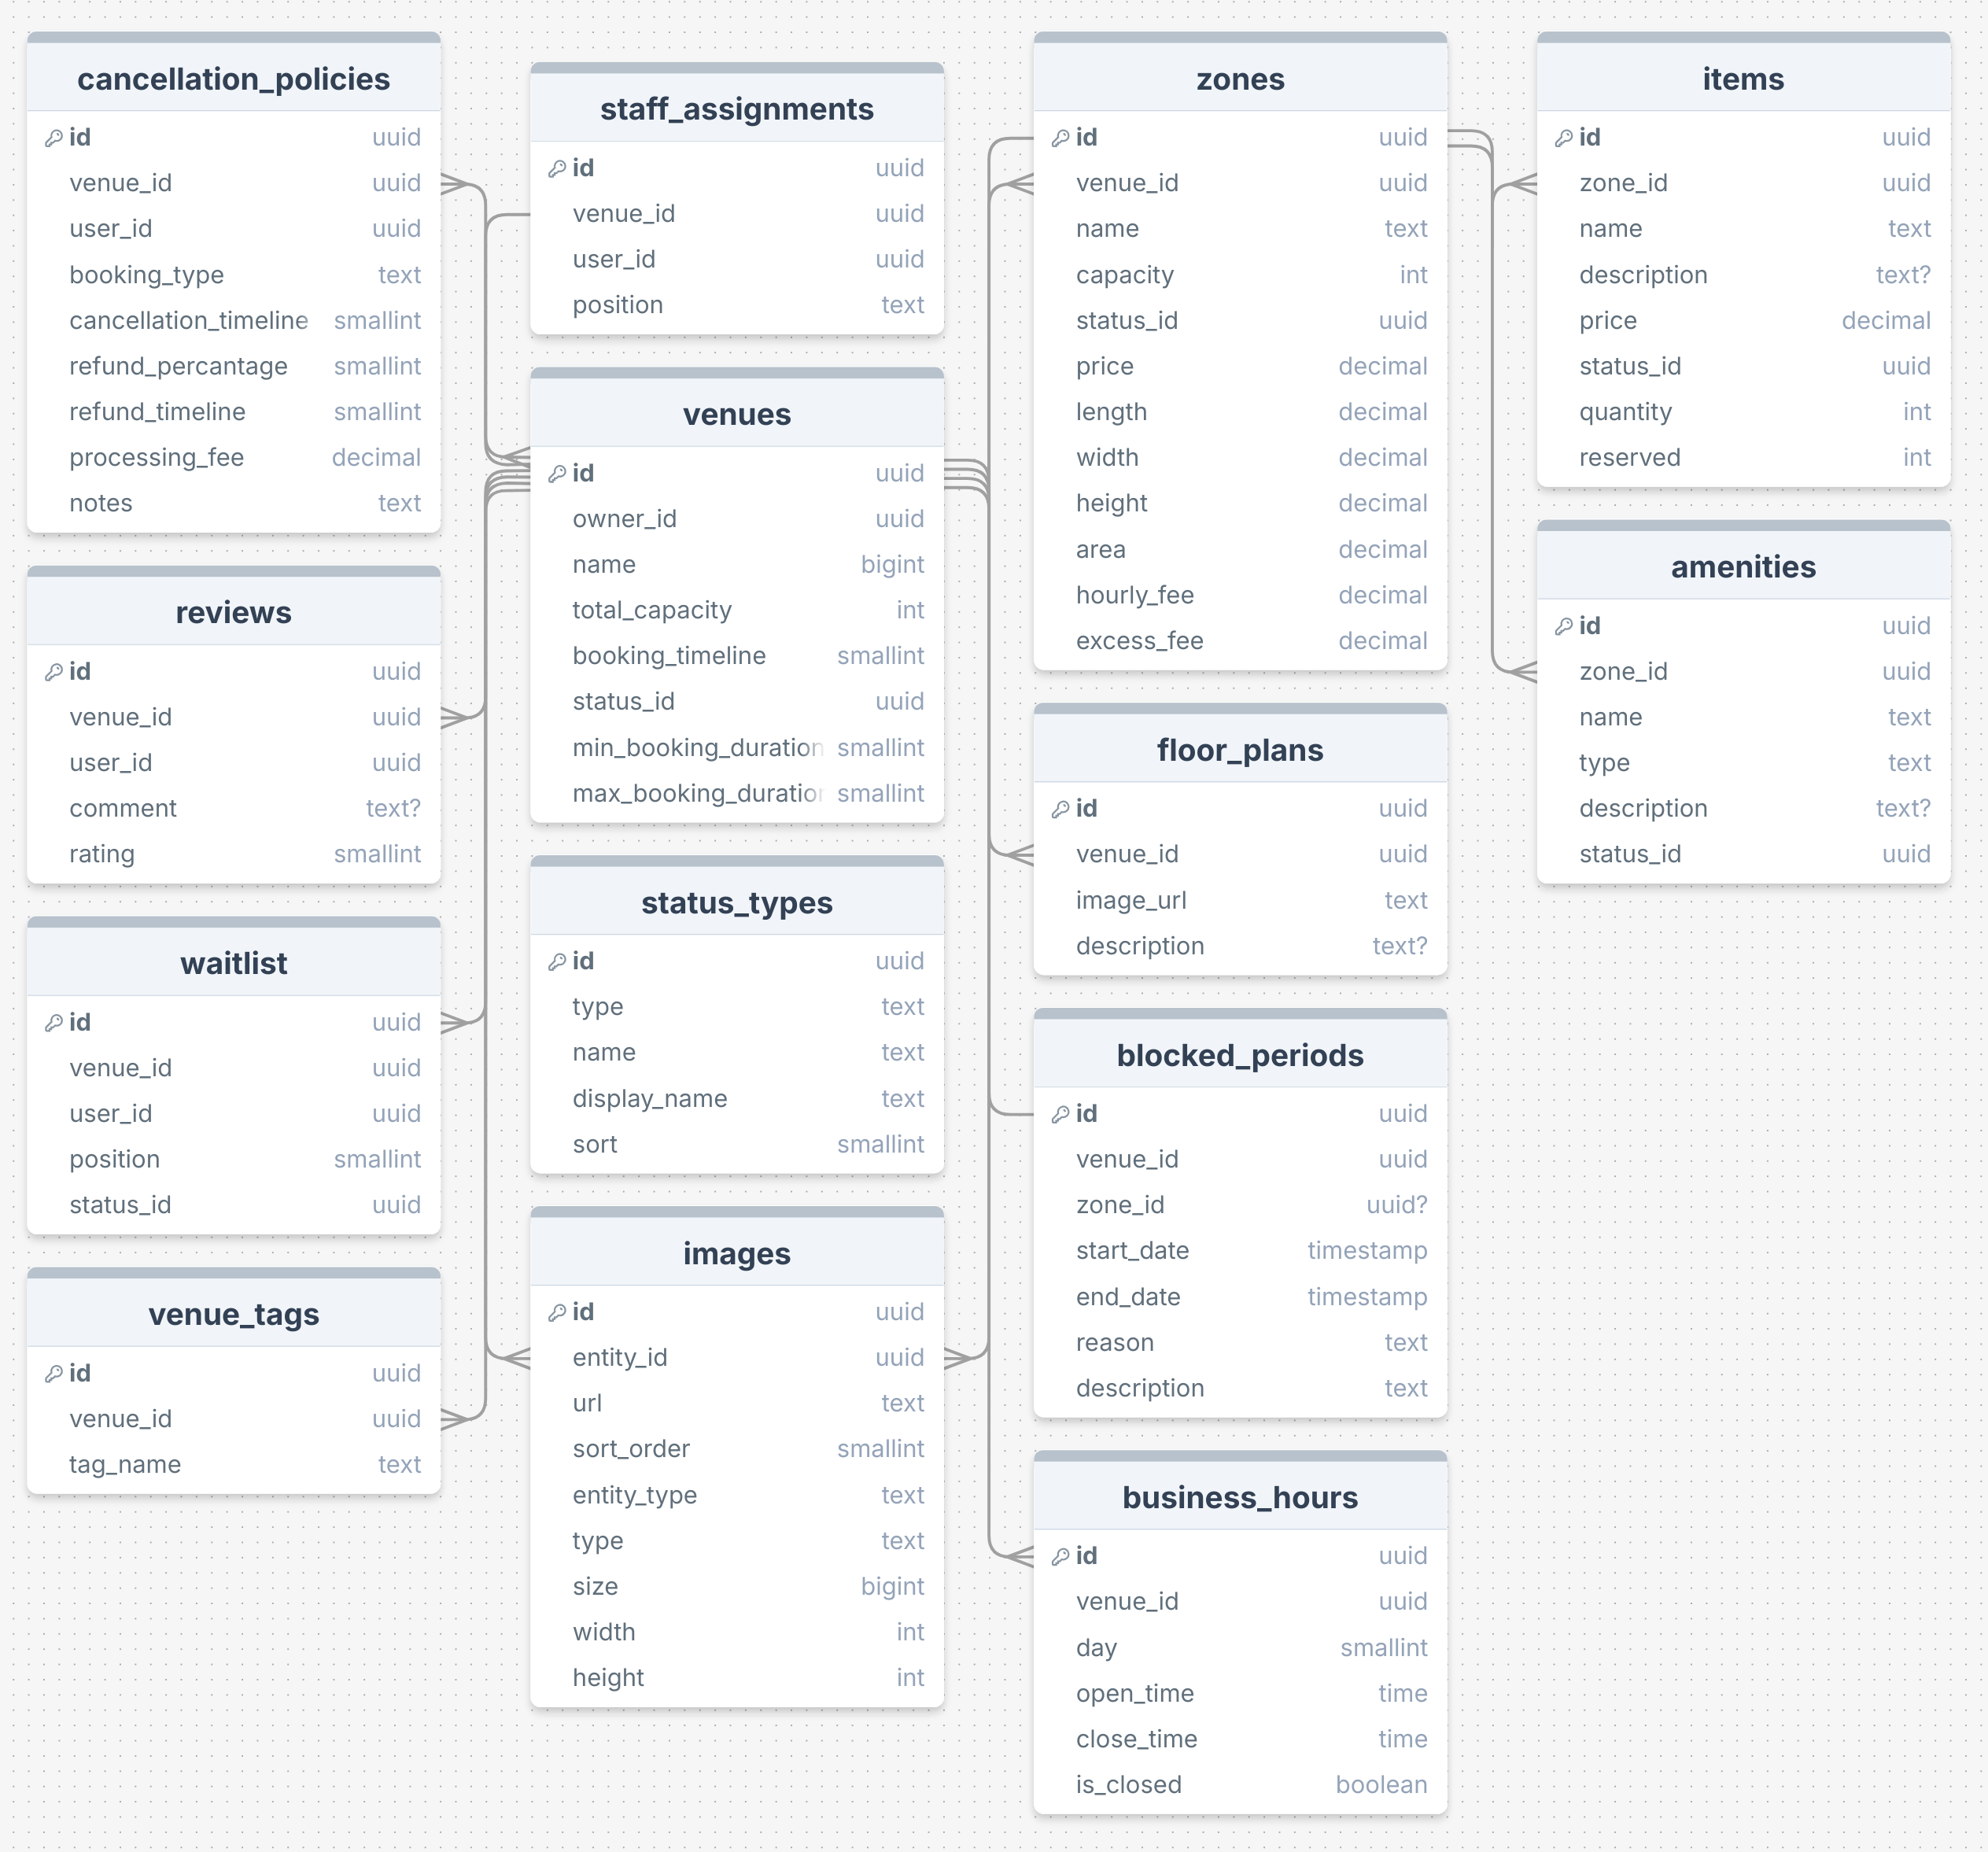 cancellation_policies
id uuid
venue_id uuid
user_id uuid
booking_type text
cancellation_timeline smallint
refund_percantage smallint
refund_timeline smallint
processing_fee decimal
notes text
reviews
id uuid
venue_id uuid
user_id uuid
comment text?
rating smallint
waitlist
id uuid
venue_id uuid
user_id uuid
position smallint
status_id uuid
venue_tags
id uuid
venue_id uuid
tag_name text
staff_assignments
id uuid
venue_id uuid
user_id uuid
position text
venues
id uuid
owner_id uuid
name bigint
total_capacity int
booking_timeline smallint
status_id uuid
min_booking_duration smallint
max_booking_duratior smallint
status_types
id uuid
type text
name text
display_name text
sort smallint
images
id uuid
entity_id uuid
url text
sort_order smallint
entity_type text
type text
size bigint
width int
height int
zones
id uuid
venue_id uuid
name text
capacity int
status_id uuid
price decimal
length decimal
width decimal
height decimal
area decimal
hourly_fee decimal
excess_fee decimal
floor_plans
id uuid
venue_id uuid
image_url text
description text?
blocked_periods
id uuid
venue_id uuid
zone_id uuid?
start_date timestamp
end_date timestamp
reason text
description text
business_hours
id uuid
venue_id uuid
day smallint
open_time time
close_time time
is_closed boolean
items
id uuid
zone_id uuid
name text
description text?
price decimal
status_id uuid
quantity int
reserved int
amenities
id uuid
zone_id uuid
name text
type text
description text?
status_id uuid